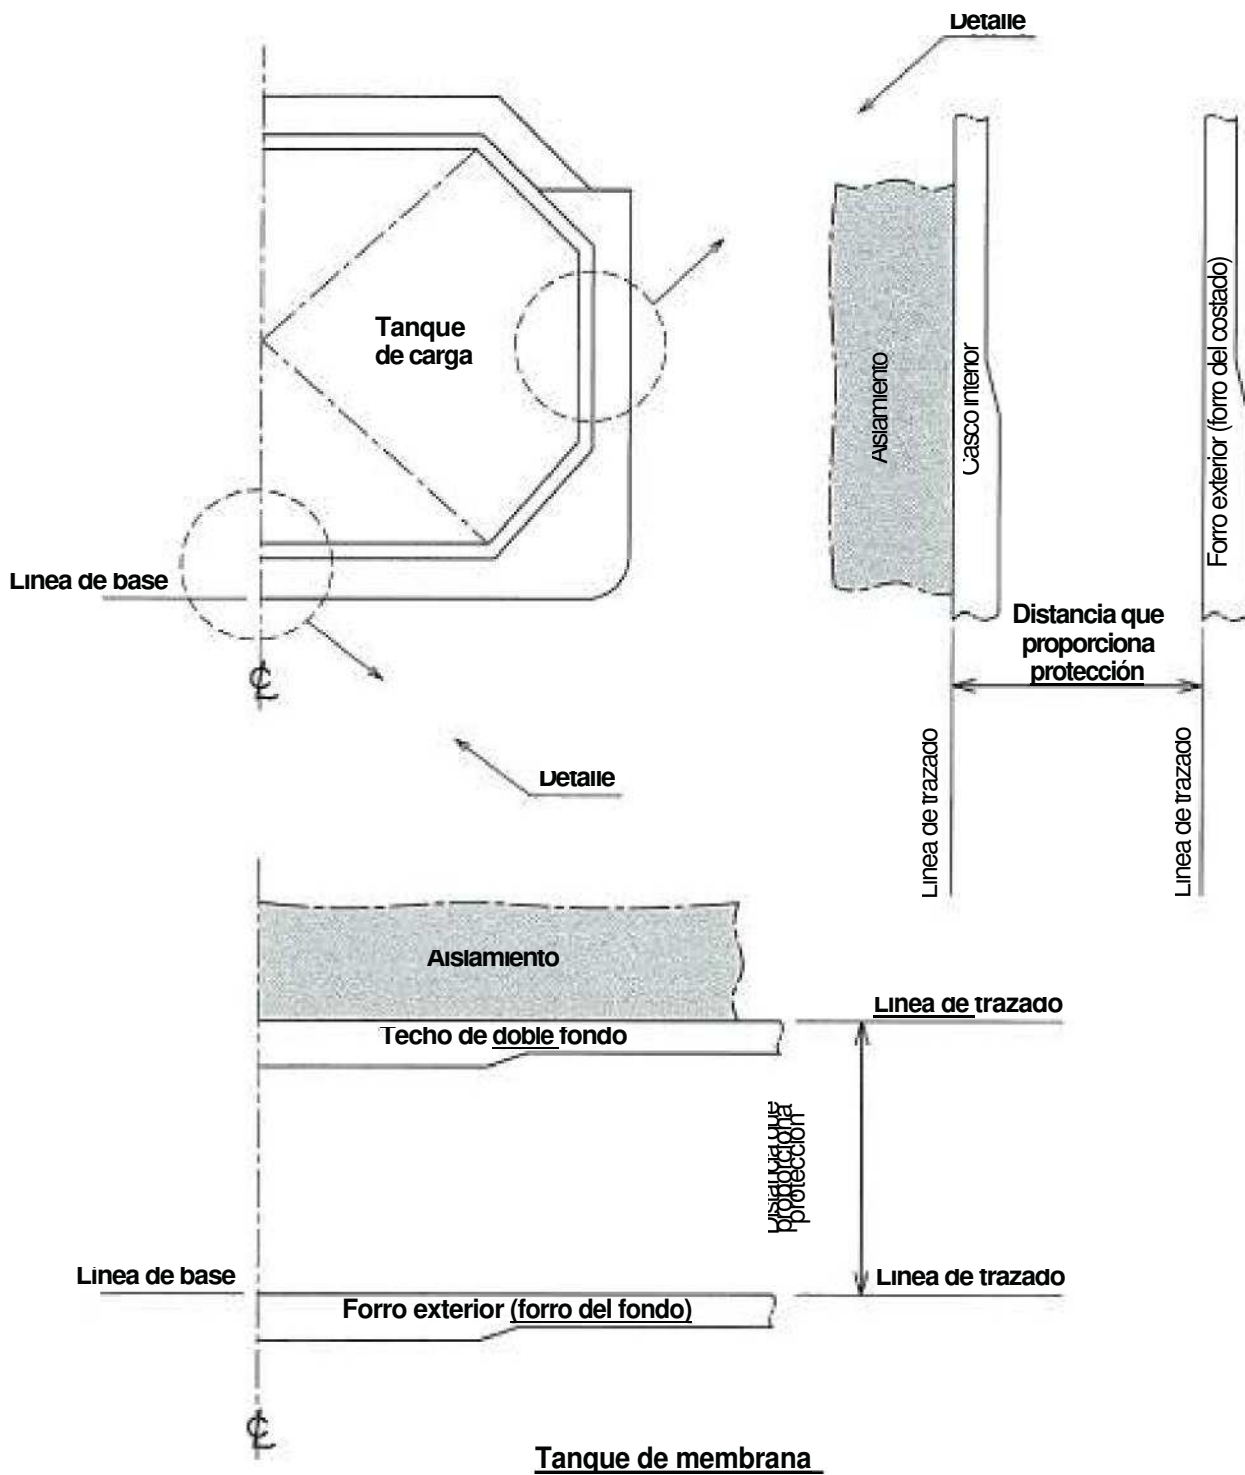 Detalle
Tanque
de carga
Línea de base
℄
Aislamiento
Casco interior
Forro exterior (forro del costado)
Distancia que
proporciona
protección
Línea de trazado
Línea de trazado
Detalle
Aislamiento
Techo de doble fondo
Línea de trazado
Distancia que
proporciona
protección
Línea de base
Línea de trazado
Forro exterior (forro del fondo)
℄
Tanque de membrana